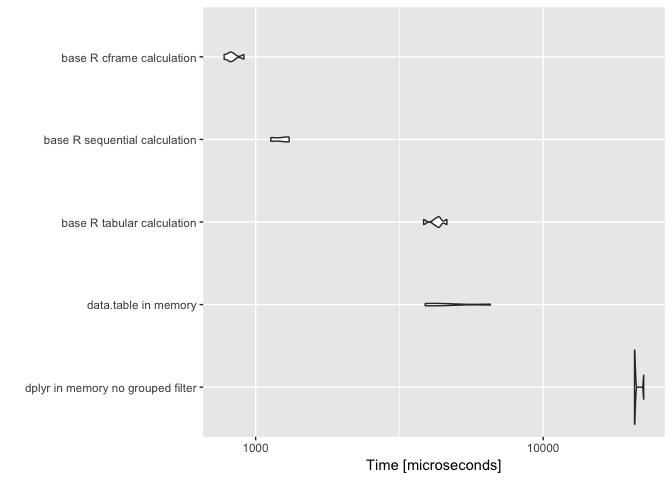 base R cframe calculation
base R sequential calculation
base R tabular calculation
data.table in memory
dplyr in memory no grouped filter
1000 10000
Time [microseconds]